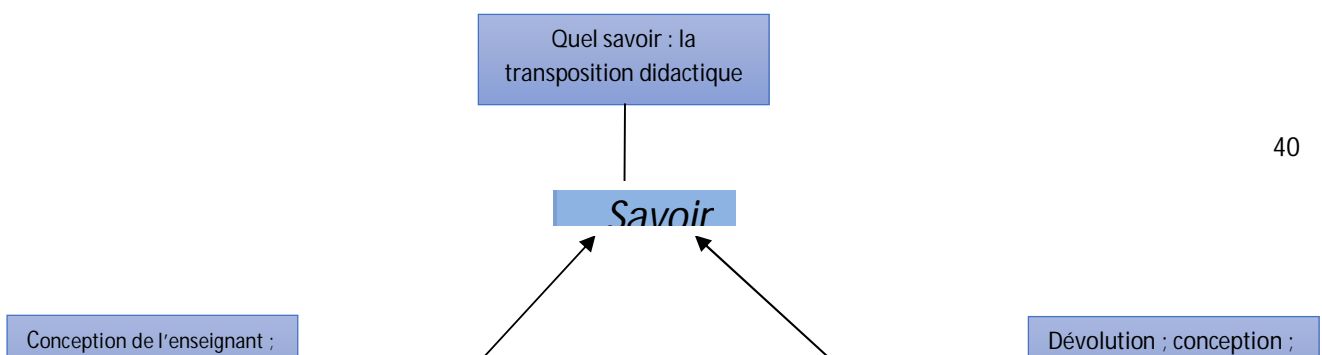 Quel savoir : la
transposition didactique
40
Savoir
Conception de l'enseignant ;
Dévolution ; conception ;